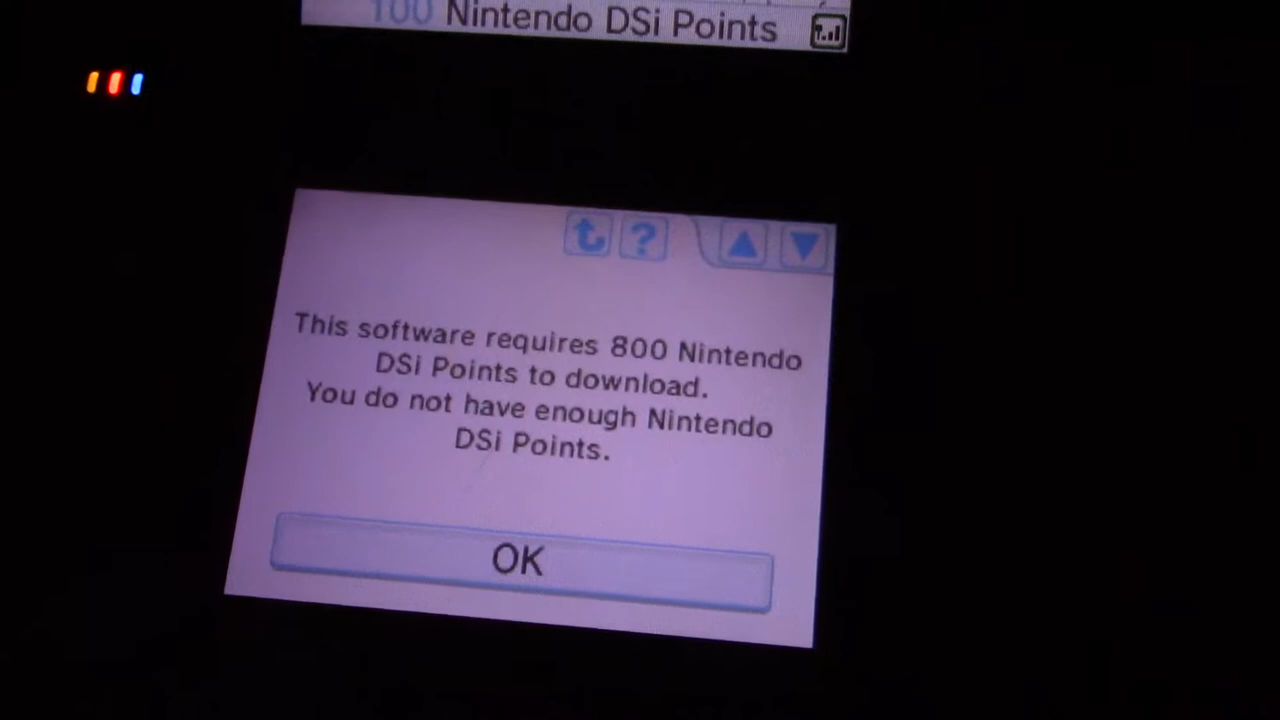 100 Nintendo DSi Points
?
This software requires 800 Nintendo
DSi Points to download.
You do not have enough Nintendo
DSi Points.
OK